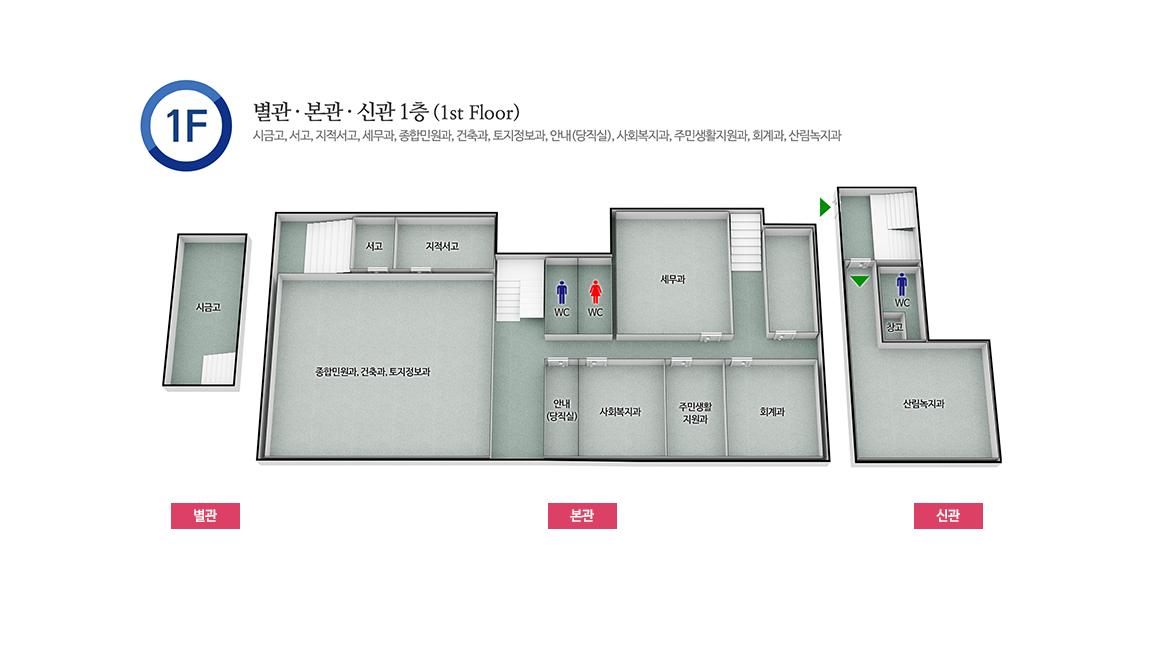 1F
별관 · 본관 · 신관 1층 (1st Floor)
시금고, 서고, 지적서고, 세무과, 종합민원과, 건축과, 토지정보과, 안내(당직실), 사회복지과, 주민생활지원과, 회계과, 산림녹지과
시금고
서고
지적서고
종합민원과, 건축과, 토지정보과
WC
WC
세무과
안내
(당직실)
사회복지과
주민생활
지원과
회계과
WC
창고
산림녹지과
별관
본관
신관